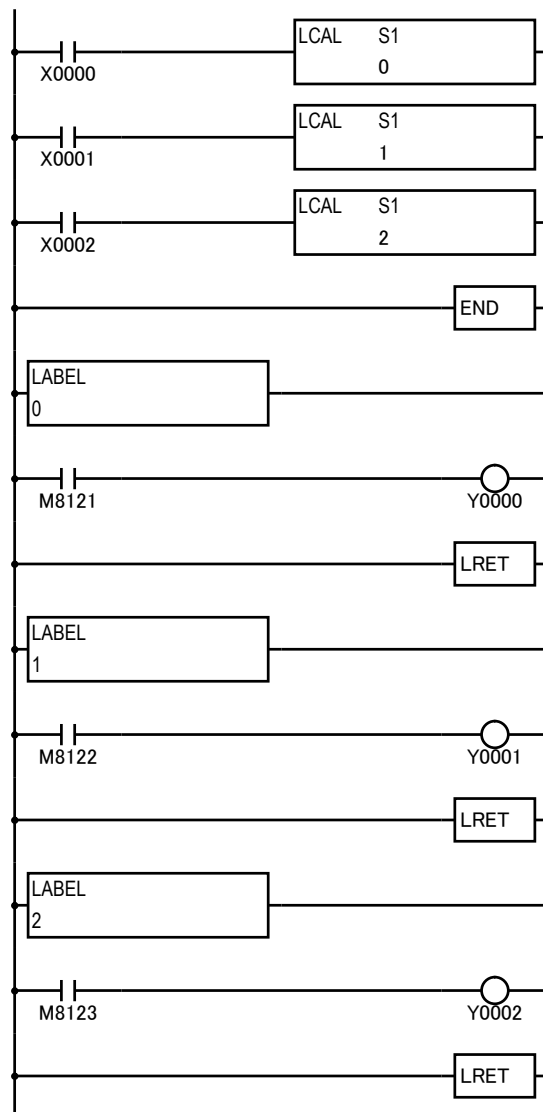 LCAL S1
0
X0000
LCAL S1
1
X0001
LCAL S1
2
X0002
END
LABEL
0
M8121 Y0000
LRET
LABEL
1
M8122 Y0001
LRET
LABEL
2
M8123 Y0002
LRET